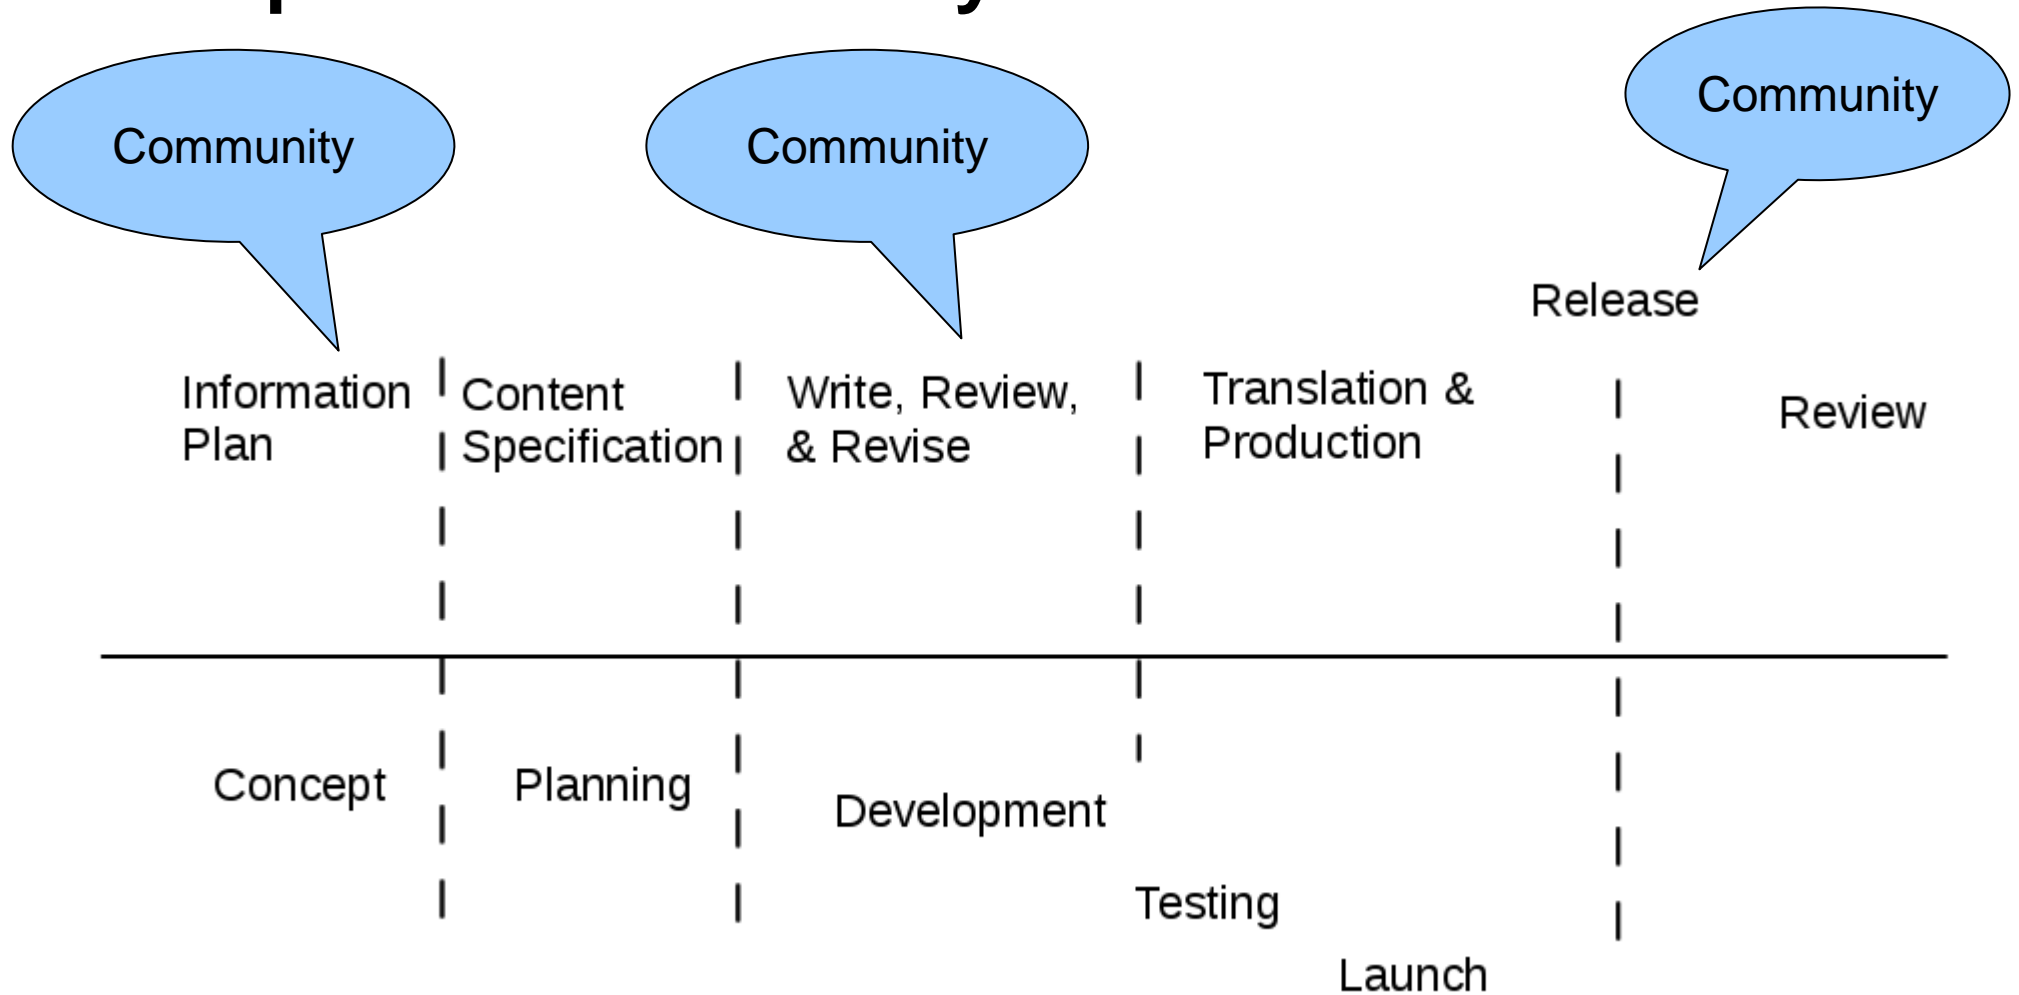 Community
Community
Community
Release
Information
Plan
Content
Specification
Write, Review,
& Revise
Translation &
Production
Review
Concept
Planning
Development
Testing
Launch